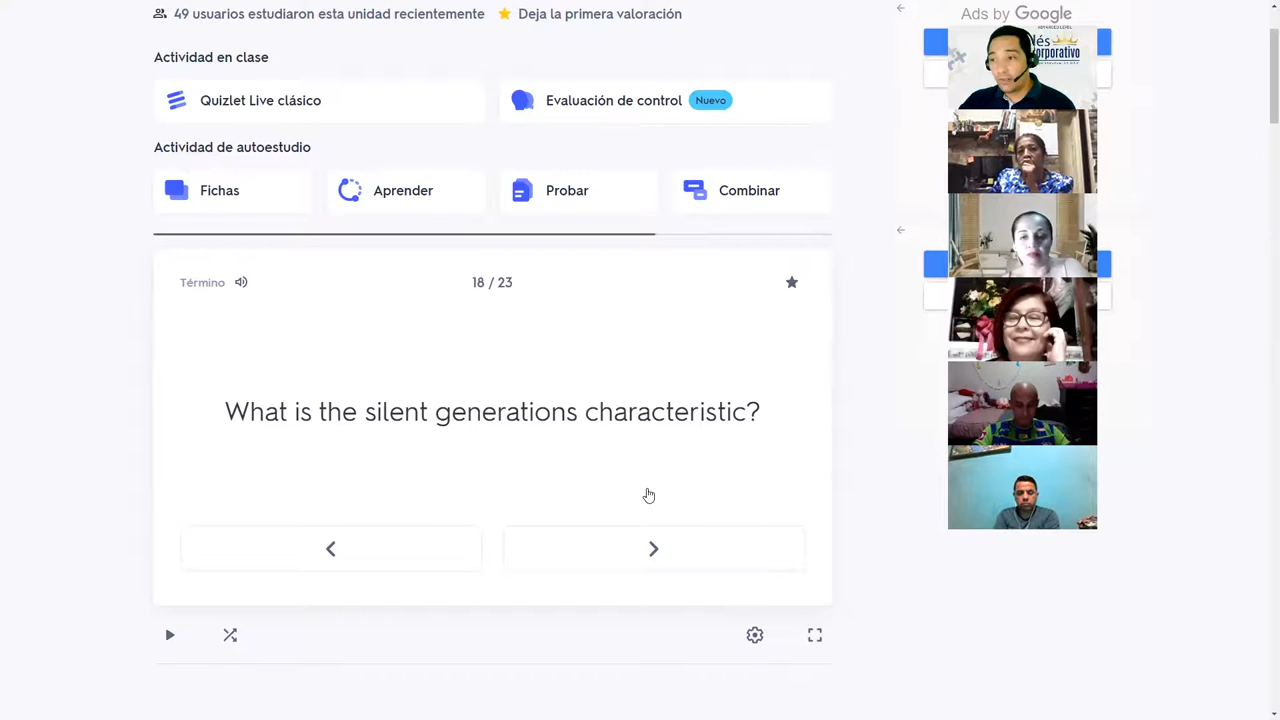 49 usuarios estudiaron esta unidad recientemente
Deja la primera valoración
Ads by Google
Actividad en clase
Quizlet Live clásico
Evaluación de control
Nuevo
Actividad de autoestudio
Fichas
Aprender
Probar
Combinar
Término
18 / 23
What is the silent generations characteristic?